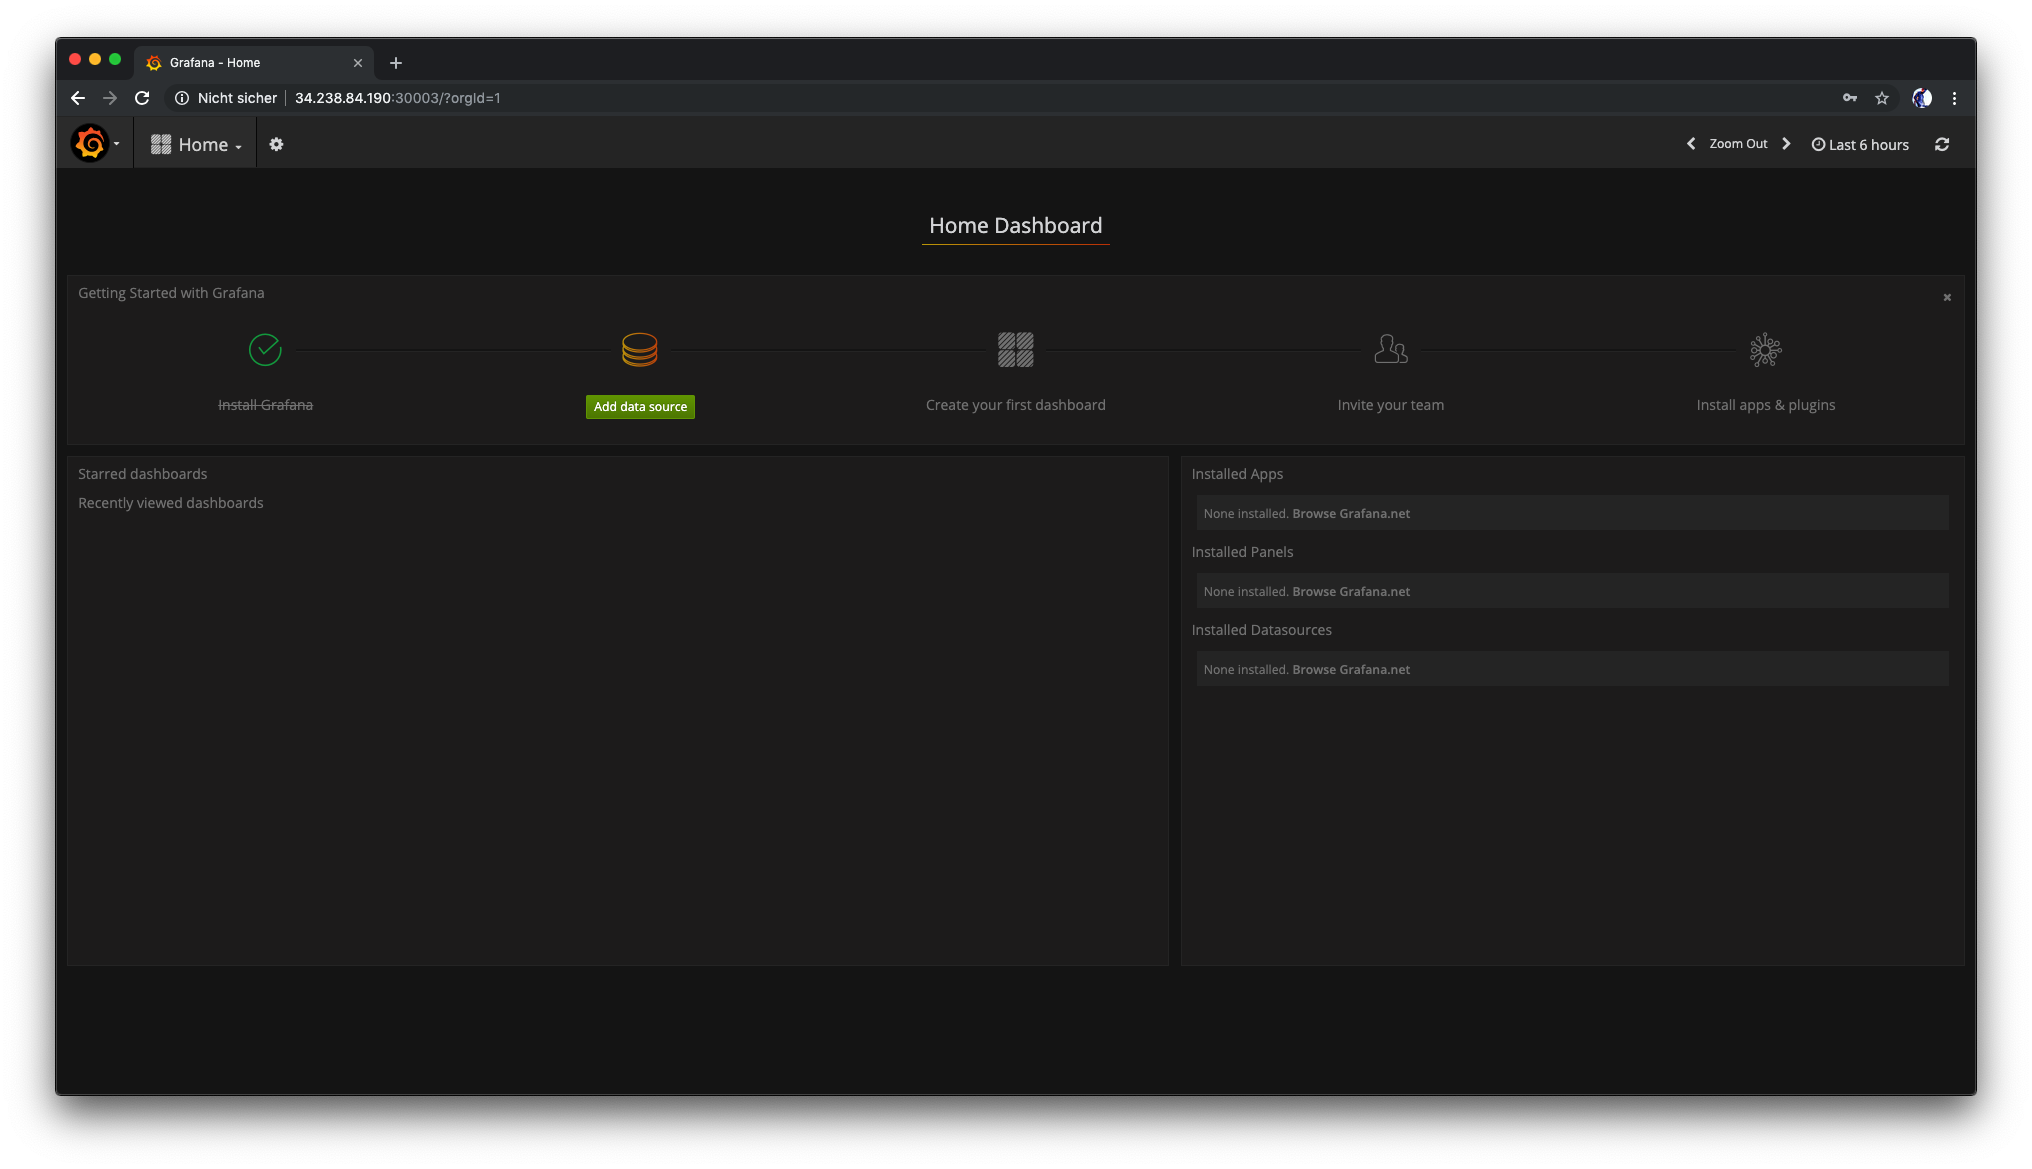 Grafana - Home
Nicht sicher
34.238.84.190:30003/?orgId=1
Home
Zoom Out
Last 6 hours
Home Dashboard
Getting Started with Grafana
Install Grafana
Add data source
Create your first dashboard
Invite your team
Install apps & plugins
Starred dashboards
Recently viewed dashboards
Installed Apps
None installed. Browse Grafana.net
Installed Panels
None installed. Browse Grafana.net
Installed Datasources
None installed. Browse Grafana.net